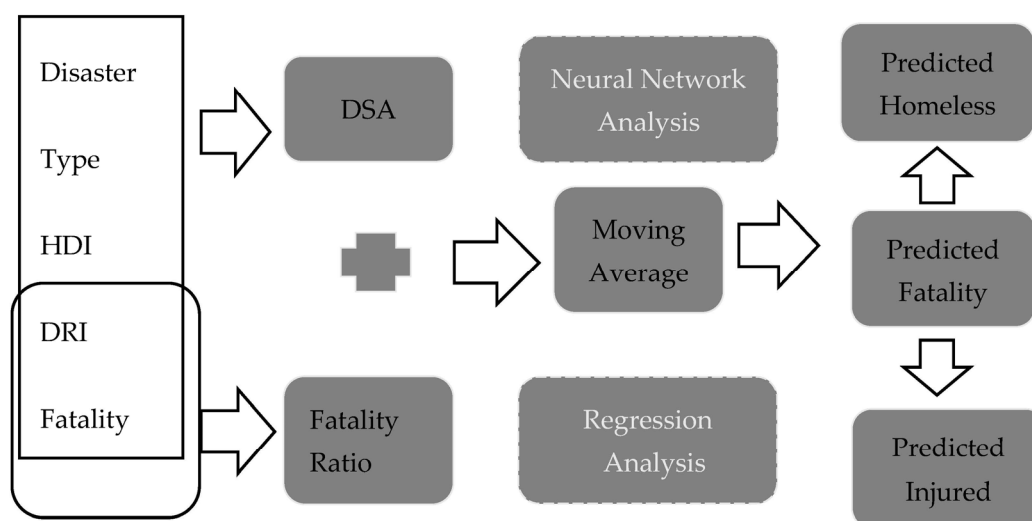 Disaster
Type
HDI
DRI
Fatality
DSA
Fatality
Ratio
Neural Network
Analysis
Moving
Average
Regression
Analysis
Predicted
Homeless
Predicted
Fatality
Predicted
Injured